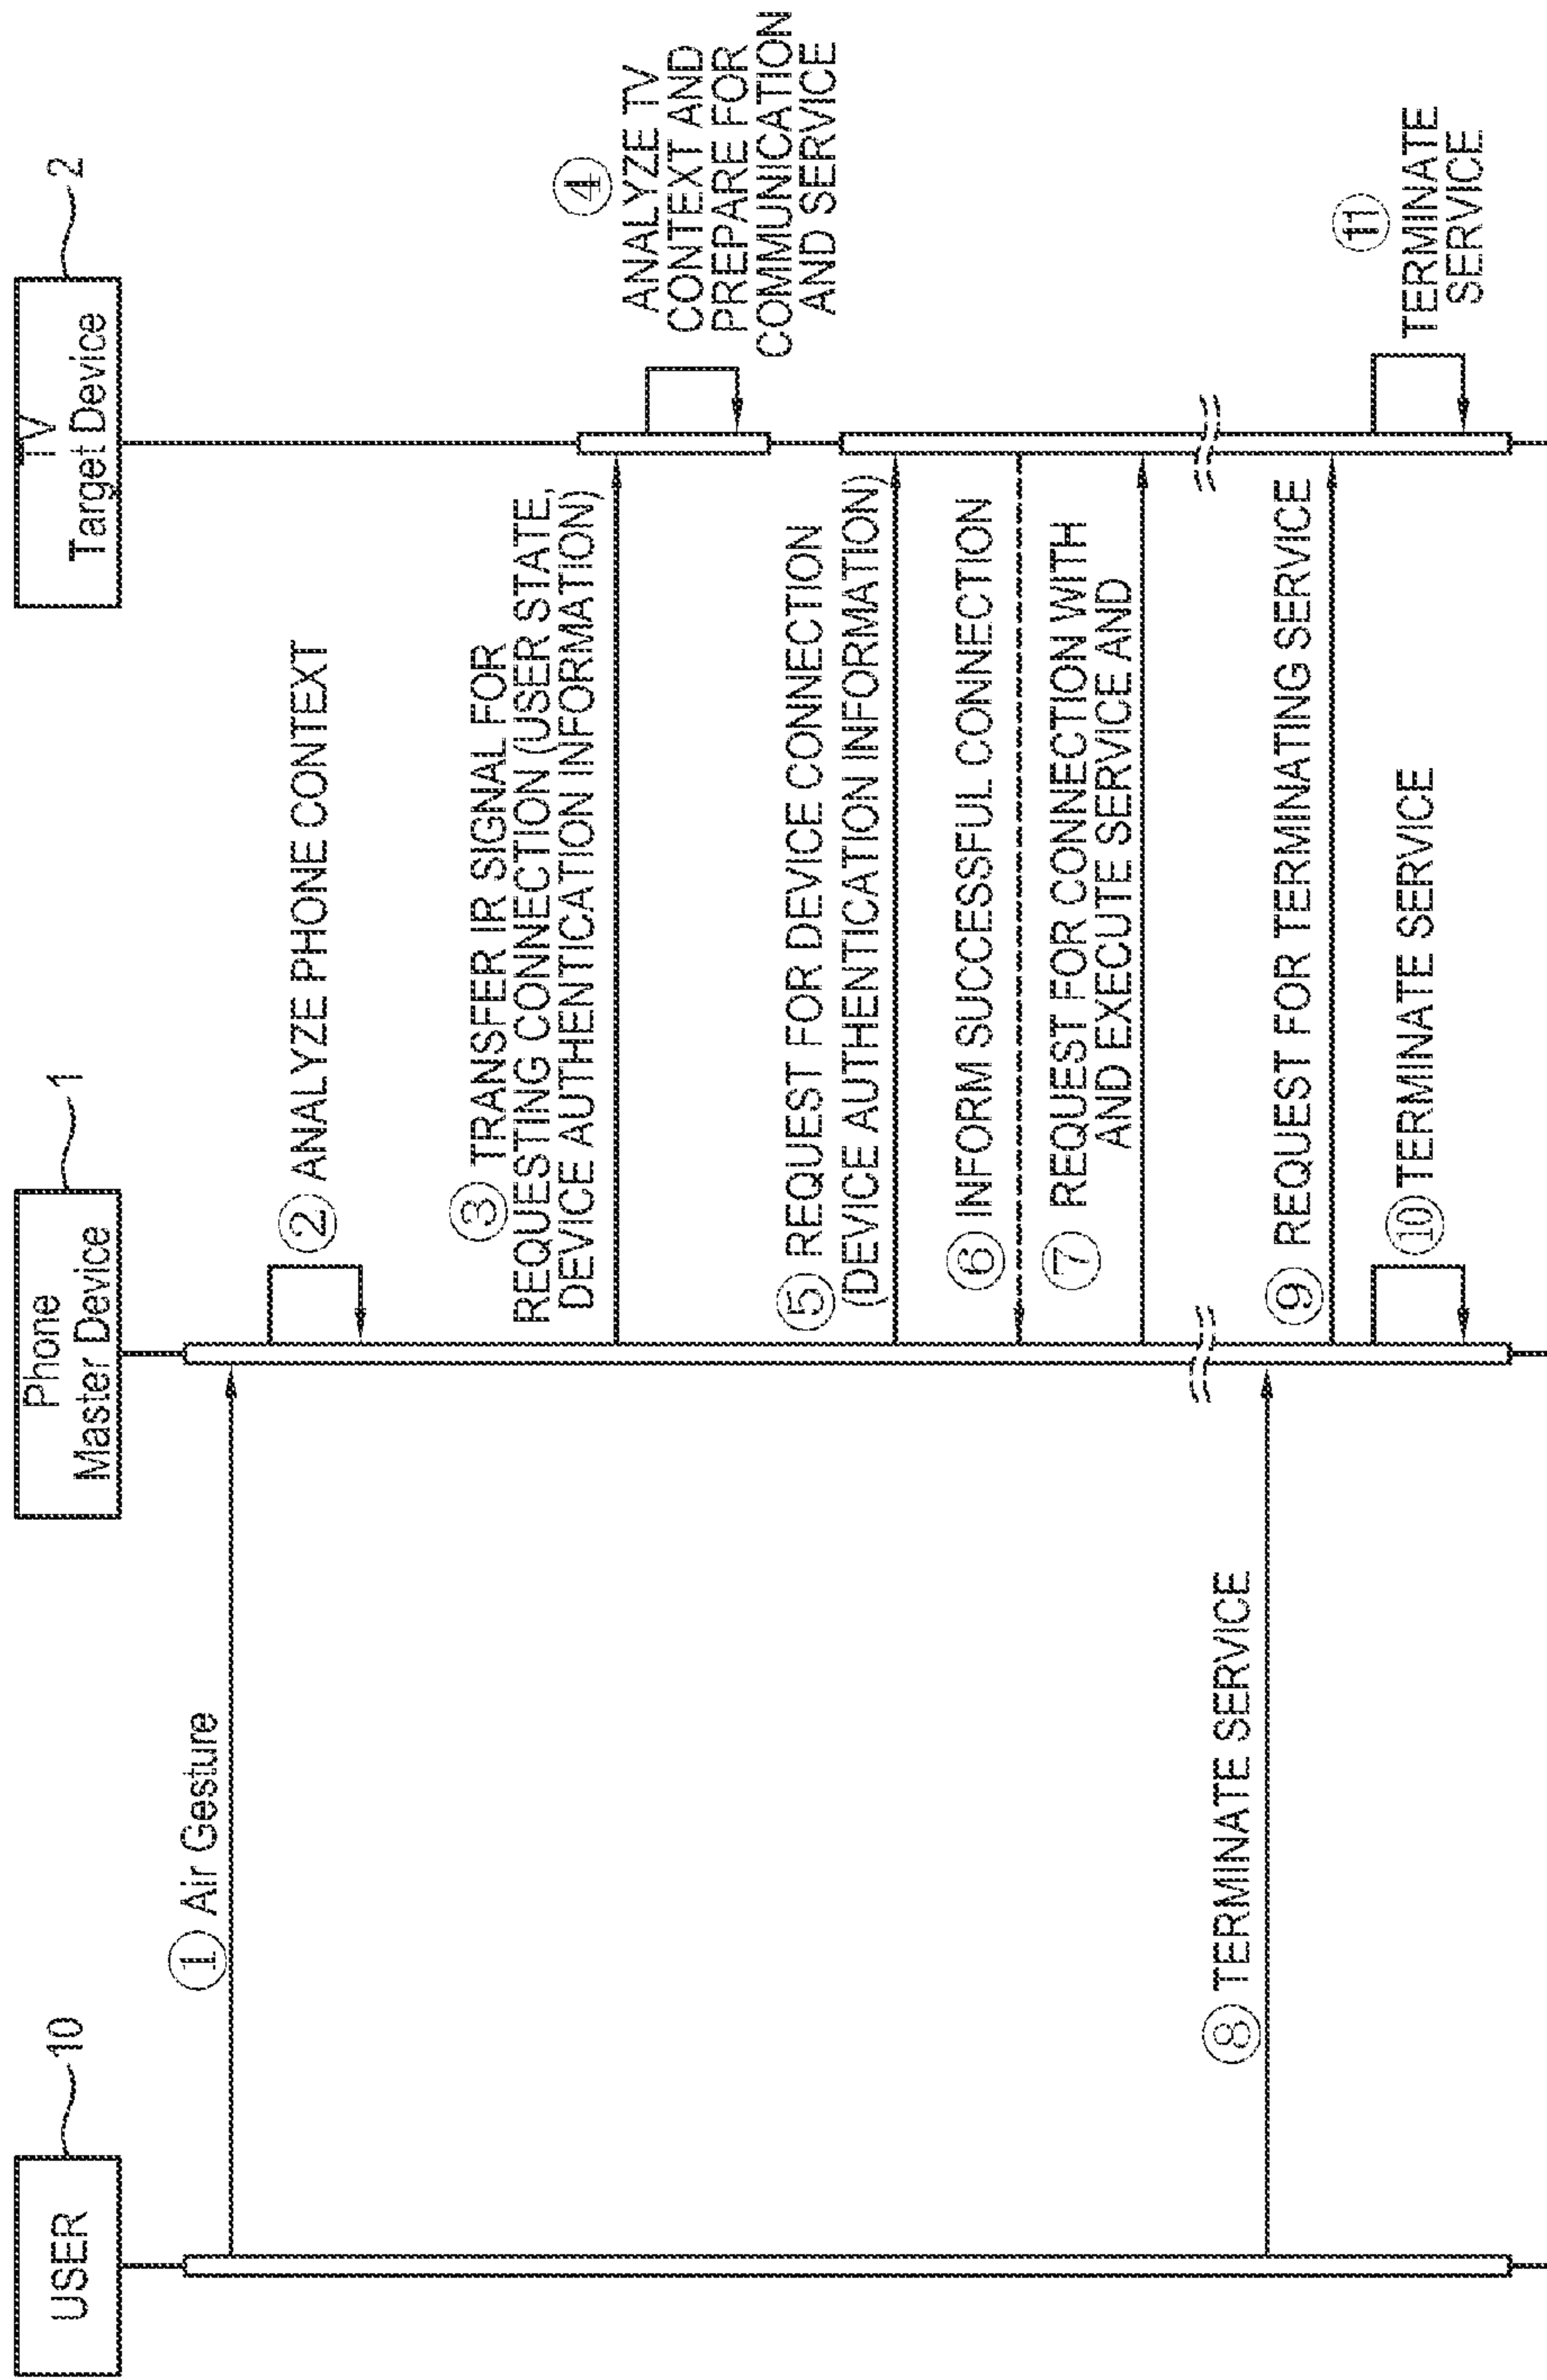 USER
10
Phone
Master Device
1
TV
Target Device
2
① Air Gesture
② ANALYZE PHONE CONTEXT
③ TRANSFER IR SIGNAL FOR
REQUESTING CONNECTION (USER STATE,
DEVICE AUTHENTICATION INFORMATION)
④
ANALYZE TV
CONTEXT AND
PREPARE FOR
COMMUNICATION
AND SERVICE
⑤ REQUEST FOR DEVICE CONNECTION
(DEVICE AUTHENTICATION INFORMATION)
⑥ INFORM SUCCESSFUL CONNECTION
⑦ REQUEST FOR CONNECTION WITH
AND EXECUTE SERVICE AND
⑧ TERMINATE SERVICE
⑨ REQUEST FOR TERMINATING SERVICE
⑩ TERMINATE SERVICE
⑪
TERMINATE
SERVICE